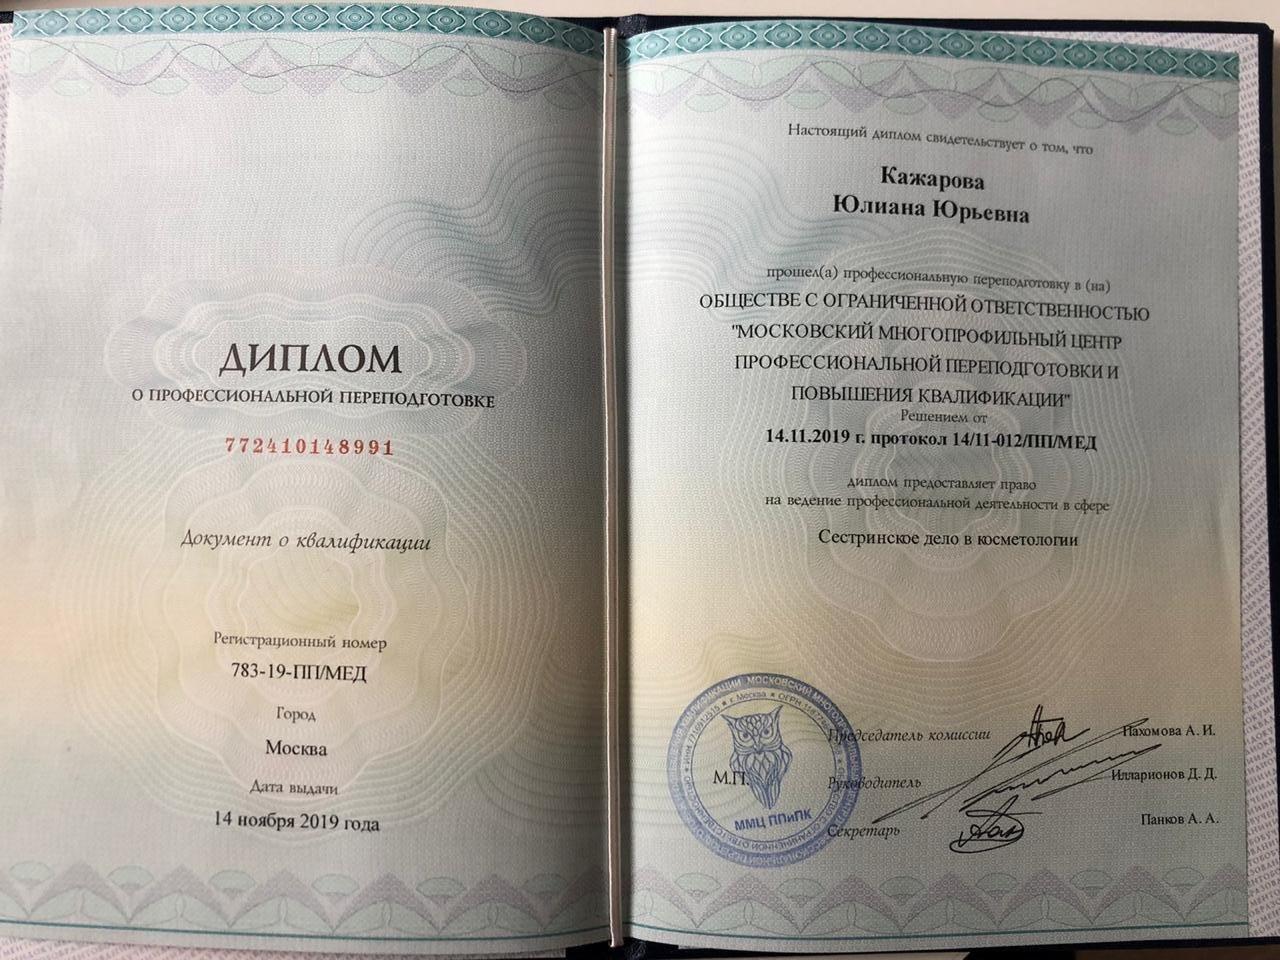 ДИПЛОМ
О ПРОФЕССИОНАЛЬНОЙ ПЕРЕПОДГОТОВКЕ
772410148991
Документ о квалификации
Регистрационный номер
783-19-ПП/МЕД
Город
Москва
Дата выдачи
14 ноября 2019 года
Настоящий диплом свидетельствует о том, что
Кажарова
Юлиана Юрьевна
прошел(а) профессиональную переподготовку в (на)
ОБЩЕСТВЕ С ОГРАНИЧЕННОЙ ОТВЕТСТВЕННОСТЬЮ
"МОСКОВСКИЙ МНОГОПРОФИЛЬНЫЙ ЦЕНТР
ПРОФЕССИОНАЛЬНОЙ ПЕРЕПОДГОТОВКИ И
ПОВЫШЕНИЯ КВАЛИФИКАЦИИ"
Решением от
14.11.2019 г. протокол 14/11-012/ПП/МЕД
диплом предоставляет право
на ведение профессиональной деятельности в сфере
Сестринское дело в косметологии
Председатель комиссии Пахомова А. И.
М.П. Руководитель Илларионов Д. Д.
Секретарь Панков А. А.
ММЦ ППиПК